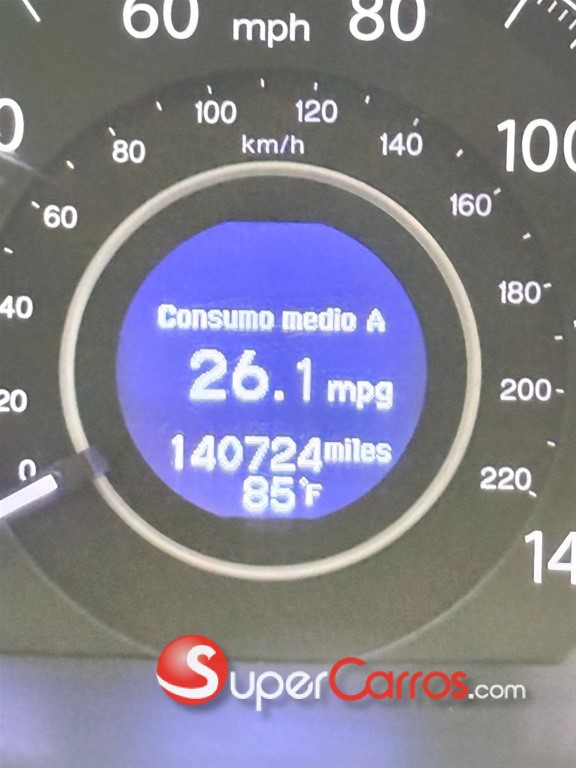 60 mph 80
100
100 120
km/h
80 140
60 160
40 180
20 200
0 220
Consumo medio A
26.1 mpg
140724 miles
85°F
SuperCarros.com